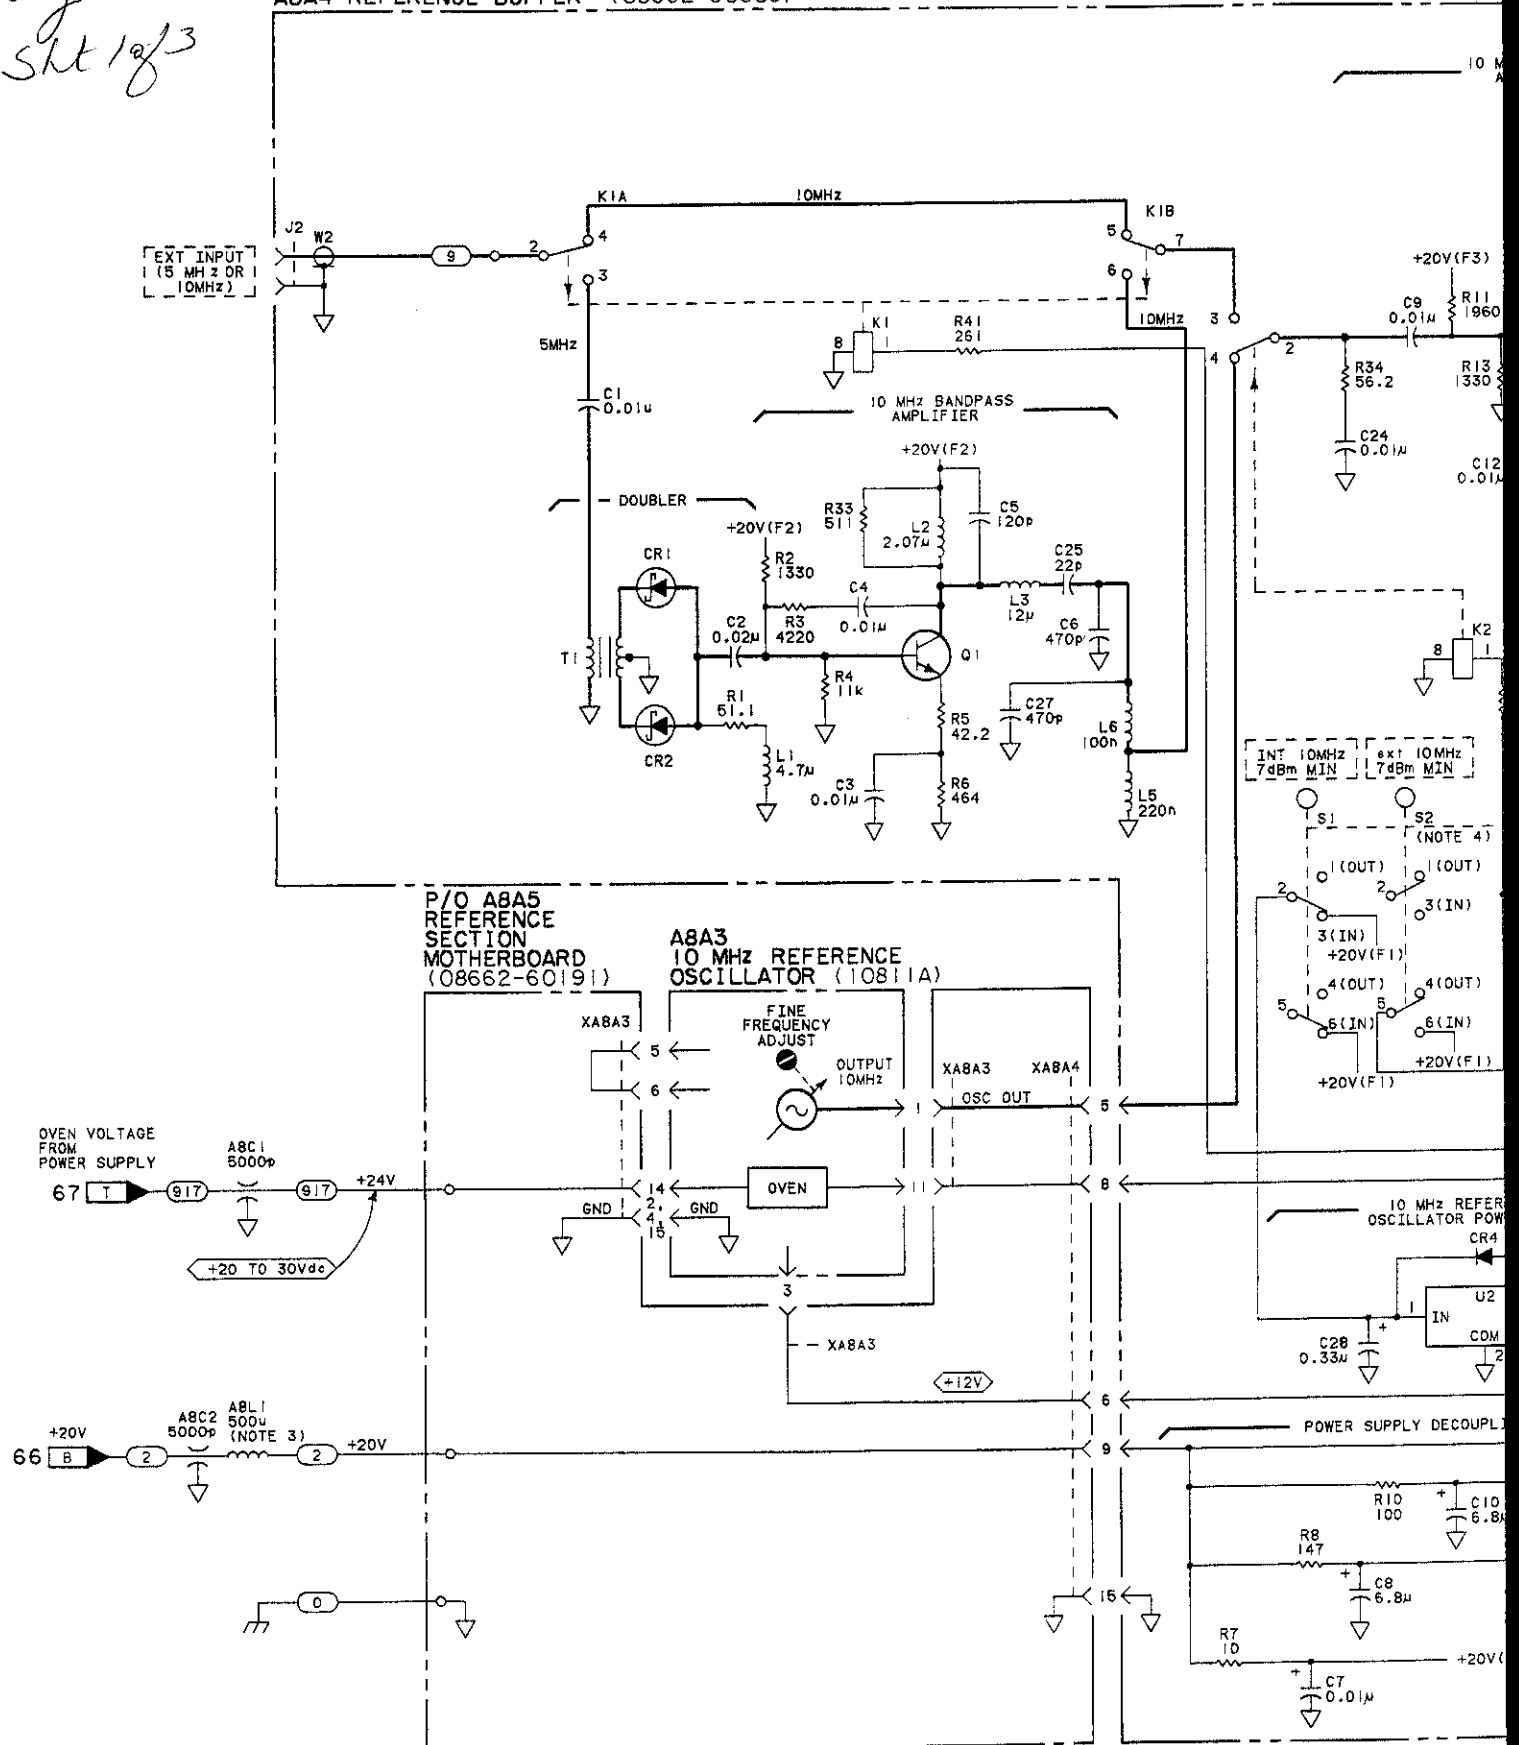 Sht 1 of 3
10 M
K1A
10MHz
K1B
J2
W2
EXT INPUT
(5 MHz OR
10MHz)
9
2
4
3
5
7
6
+20V(F3)
C9
0.01µ
R11
1960
5MHz
K1
8
1
R41
261
10MHz
3
4
2
R34
56.2
R13
1330
C1
0.01u
10 MHz BANDPASS
AMPLIFIER
C24
0.01µ
C12
0.01µ
+20V(F2)
DOUBLER
+20V(F2)
R33
511
L2
2.07µ
C5
120p
CR1
R2
1330
C4
0.01µ
C25
22p
L3
12µ
C2
0.02µ
R3
4220
C6
470p
K2
8
1
T1
Q1
R4
11k
R1
51.1
C27
470p
R5
42.2
L6
100n
CR2
L1
4.7µ
C3
0.01µ
R6
464
L5
220n
INT 10MHz
7dBm MIN
ext 10MHz
7dBm MIN
S1
S2
(NOTE 4)
1(OUT)
1(OUT)
2
2
3(IN)
3(IN)
+20V(F1)
4(OUT)
4(OUT)
5
5
6(IN)
6(IN)
+20V(F1)
+20V(F1)
P/O A8A5
REFERENCE
SECTION
MOTHERBOARD
(08662-60191)
A8A3
10 MHz REFERENCE
OSCILLATOR (10811A)
XA8A3
5
6
FINE
FREQUENCY
ADJUST
OUTPUT
10MHz
XA8A3
XA8A4
1
OSC OUT
5
OVEN VOLTAGE
FROM
POWER SUPPLY
A8C1
5000p
67
T
917
917
+24V
14
OVEN
11
8
GND
2,
4,
15
GND
+20 TO 30Vdc
10 MHz REFER
OSCILLATOR POW
CR4
U2
1
IN
COM
2
C28
0.33µ
+
3
XA8A3
+12V
6
+20V
66
B
2
A8C2
5000p
A8L1
500u
(NOTE 3)
2
+20V
9
POWER SUPPLY DECOUPLI
R10
100
+
C10
6.8µ
R8
147
+
C8
6.8µ
0
15
R7
10
+
C7
0.01µ
+20V(